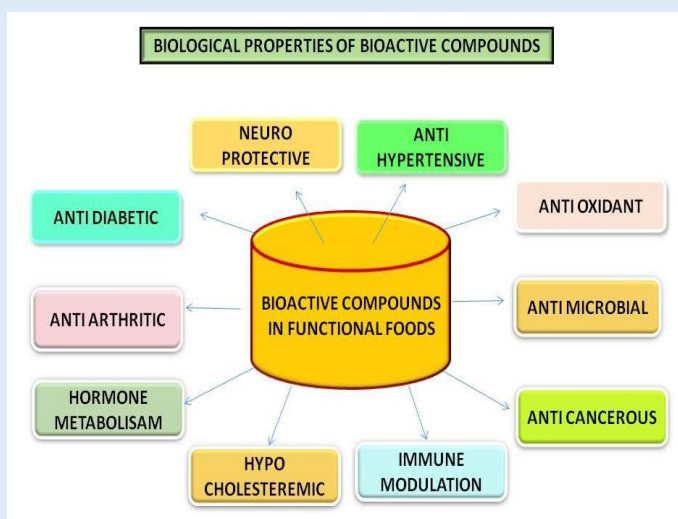 BIOLOGICAL PROPERTIES OF BIOACTIVE COMPOUNDS
NEURO
PROTECTIVE
ANTI
HYPERTENSIVE
ANTI DIABETIC
ANTI OXIDANT
BIOACTIVE COMPOUNDS
IN FUNCTIONAL FOODS
ANTI ARTHRITIC
ANTI MICROBIAL
HORMONE
METABOLISAM
ANTI CANCEROUS
HYPO
CHOLESTEREMIC
IMMUNE
MODULATION